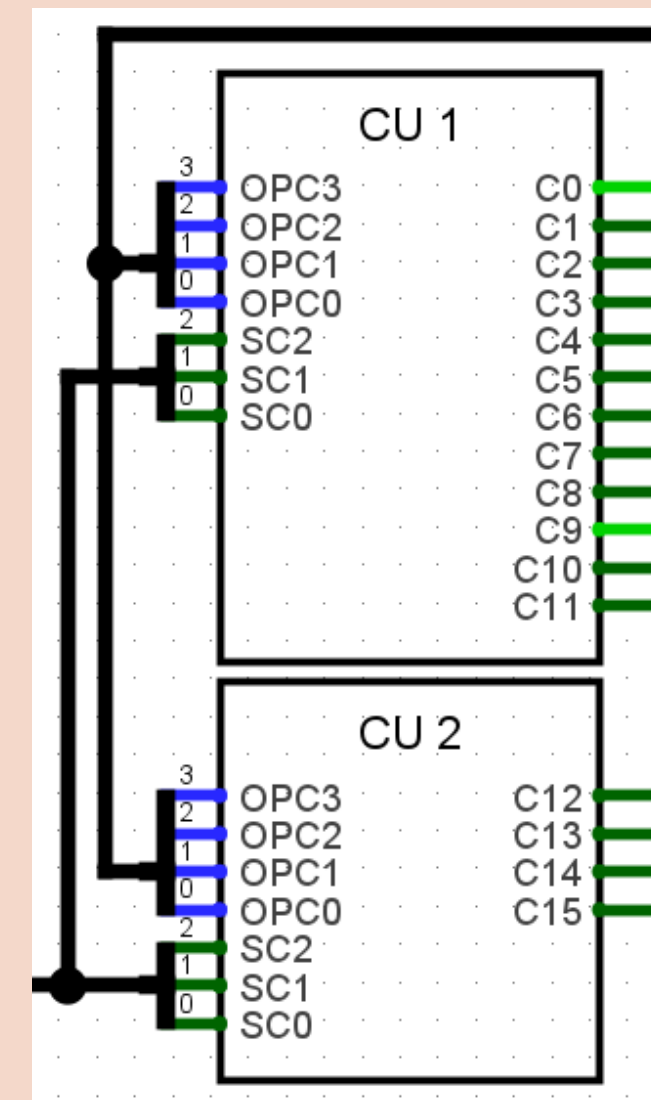 CU 1
3
OPC3 C0
2
OPC2 C1
1
OPC1 C2
0
OPC0 C3
2
SC2 C4
1
SC1 C5
0
SC0 C6
C7
C8
C9
C10
C11
CU 2
3
OPC3 C12
2
OPC2 C13
1
OPC1 C14
0
OPC0 C15
2
SC2
1
SC1
0
SC0